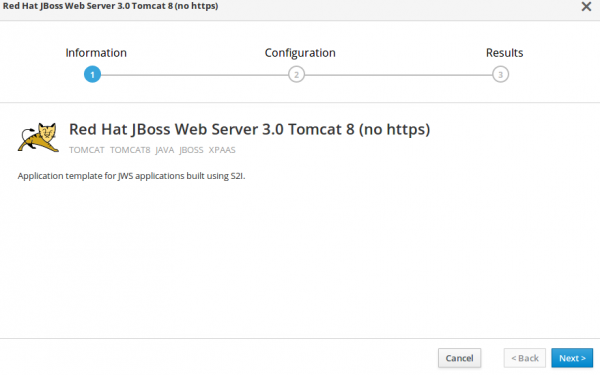 Red Hat JBoss Web Server 3.0 Tomcat 8 (no https)
Information Configuration Results
1 2 3
Red Hat JBoss Web Server 3.0 Tomcat 8 (no https)
TOMCAT TOMCAT8 JAVA JBOSS XPAAS
Application template for JWS applications built using S2I.
Cancel < Back Next >